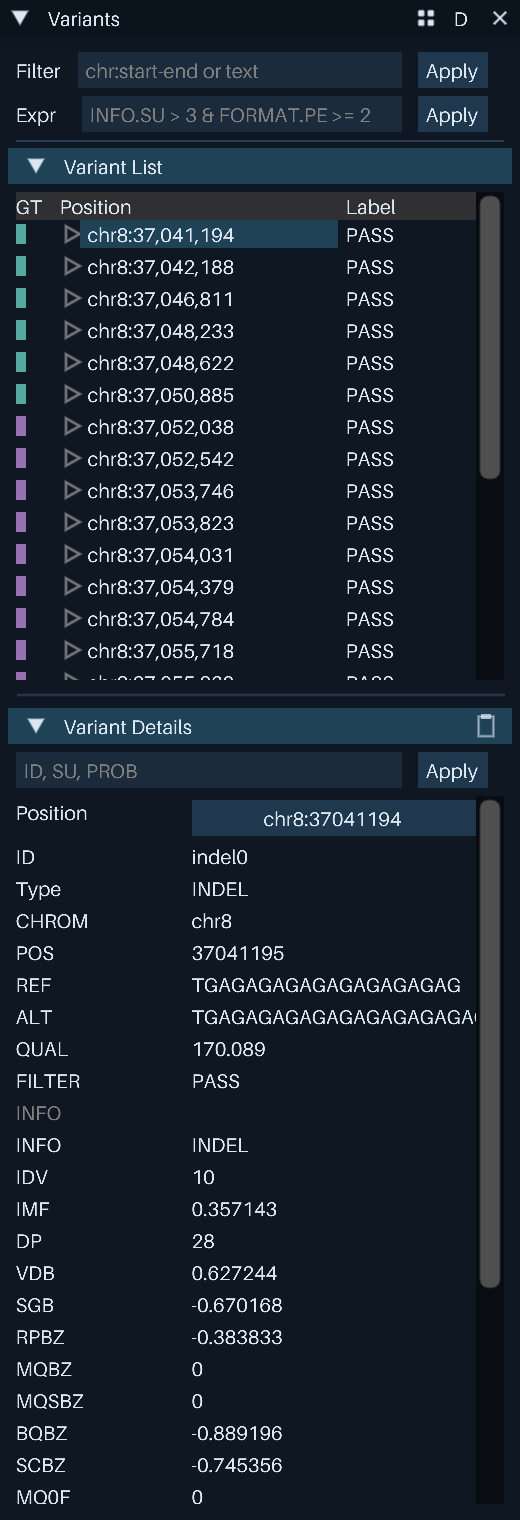 Variants D
Filter chr:start-end or text Apply
Expr INFO.SU > 3 & FORMAT.PE >= 2 Apply
Variant List
GT Position Label
chr8:37,041,194 PASS
chr8:37,042,188 PASS
chr8:37,046,811 PASS
chr8:37,048,233 PASS
chr8:37,048,622 PASS
chr8:37,050,885 PASS
chr8:37,052,038 PASS
chr8:37,052,542 PASS
chr8:37,053,746 PASS
chr8:37,053,823 PASS
chr8:37,054,031 PASS
chr8:37,054,379 PASS
chr8:37,054,784 PASS
chr8:37,055,718 PASS
Variant Details
ID, SU, PROB Apply
Position chr8:37041194
ID indel0
Type INDEL
CHROM chr8
POS 37041195
REF TGAGAGAGAGAGAGAGAGAG
ALT TGAGAGAGAGAGAGAGAGAGA
QUAL 170.089
FILTER PASS
INFO
INFO INDEL
IDV 10
IMF 0.357143
DP 28
VDB 0.627244
SGB -0.670168
RPBZ -0.383833
MQBZ 0
MQSBZ 0
BQBZ -0.889196
SCBZ -0.745356
MQ0F 0